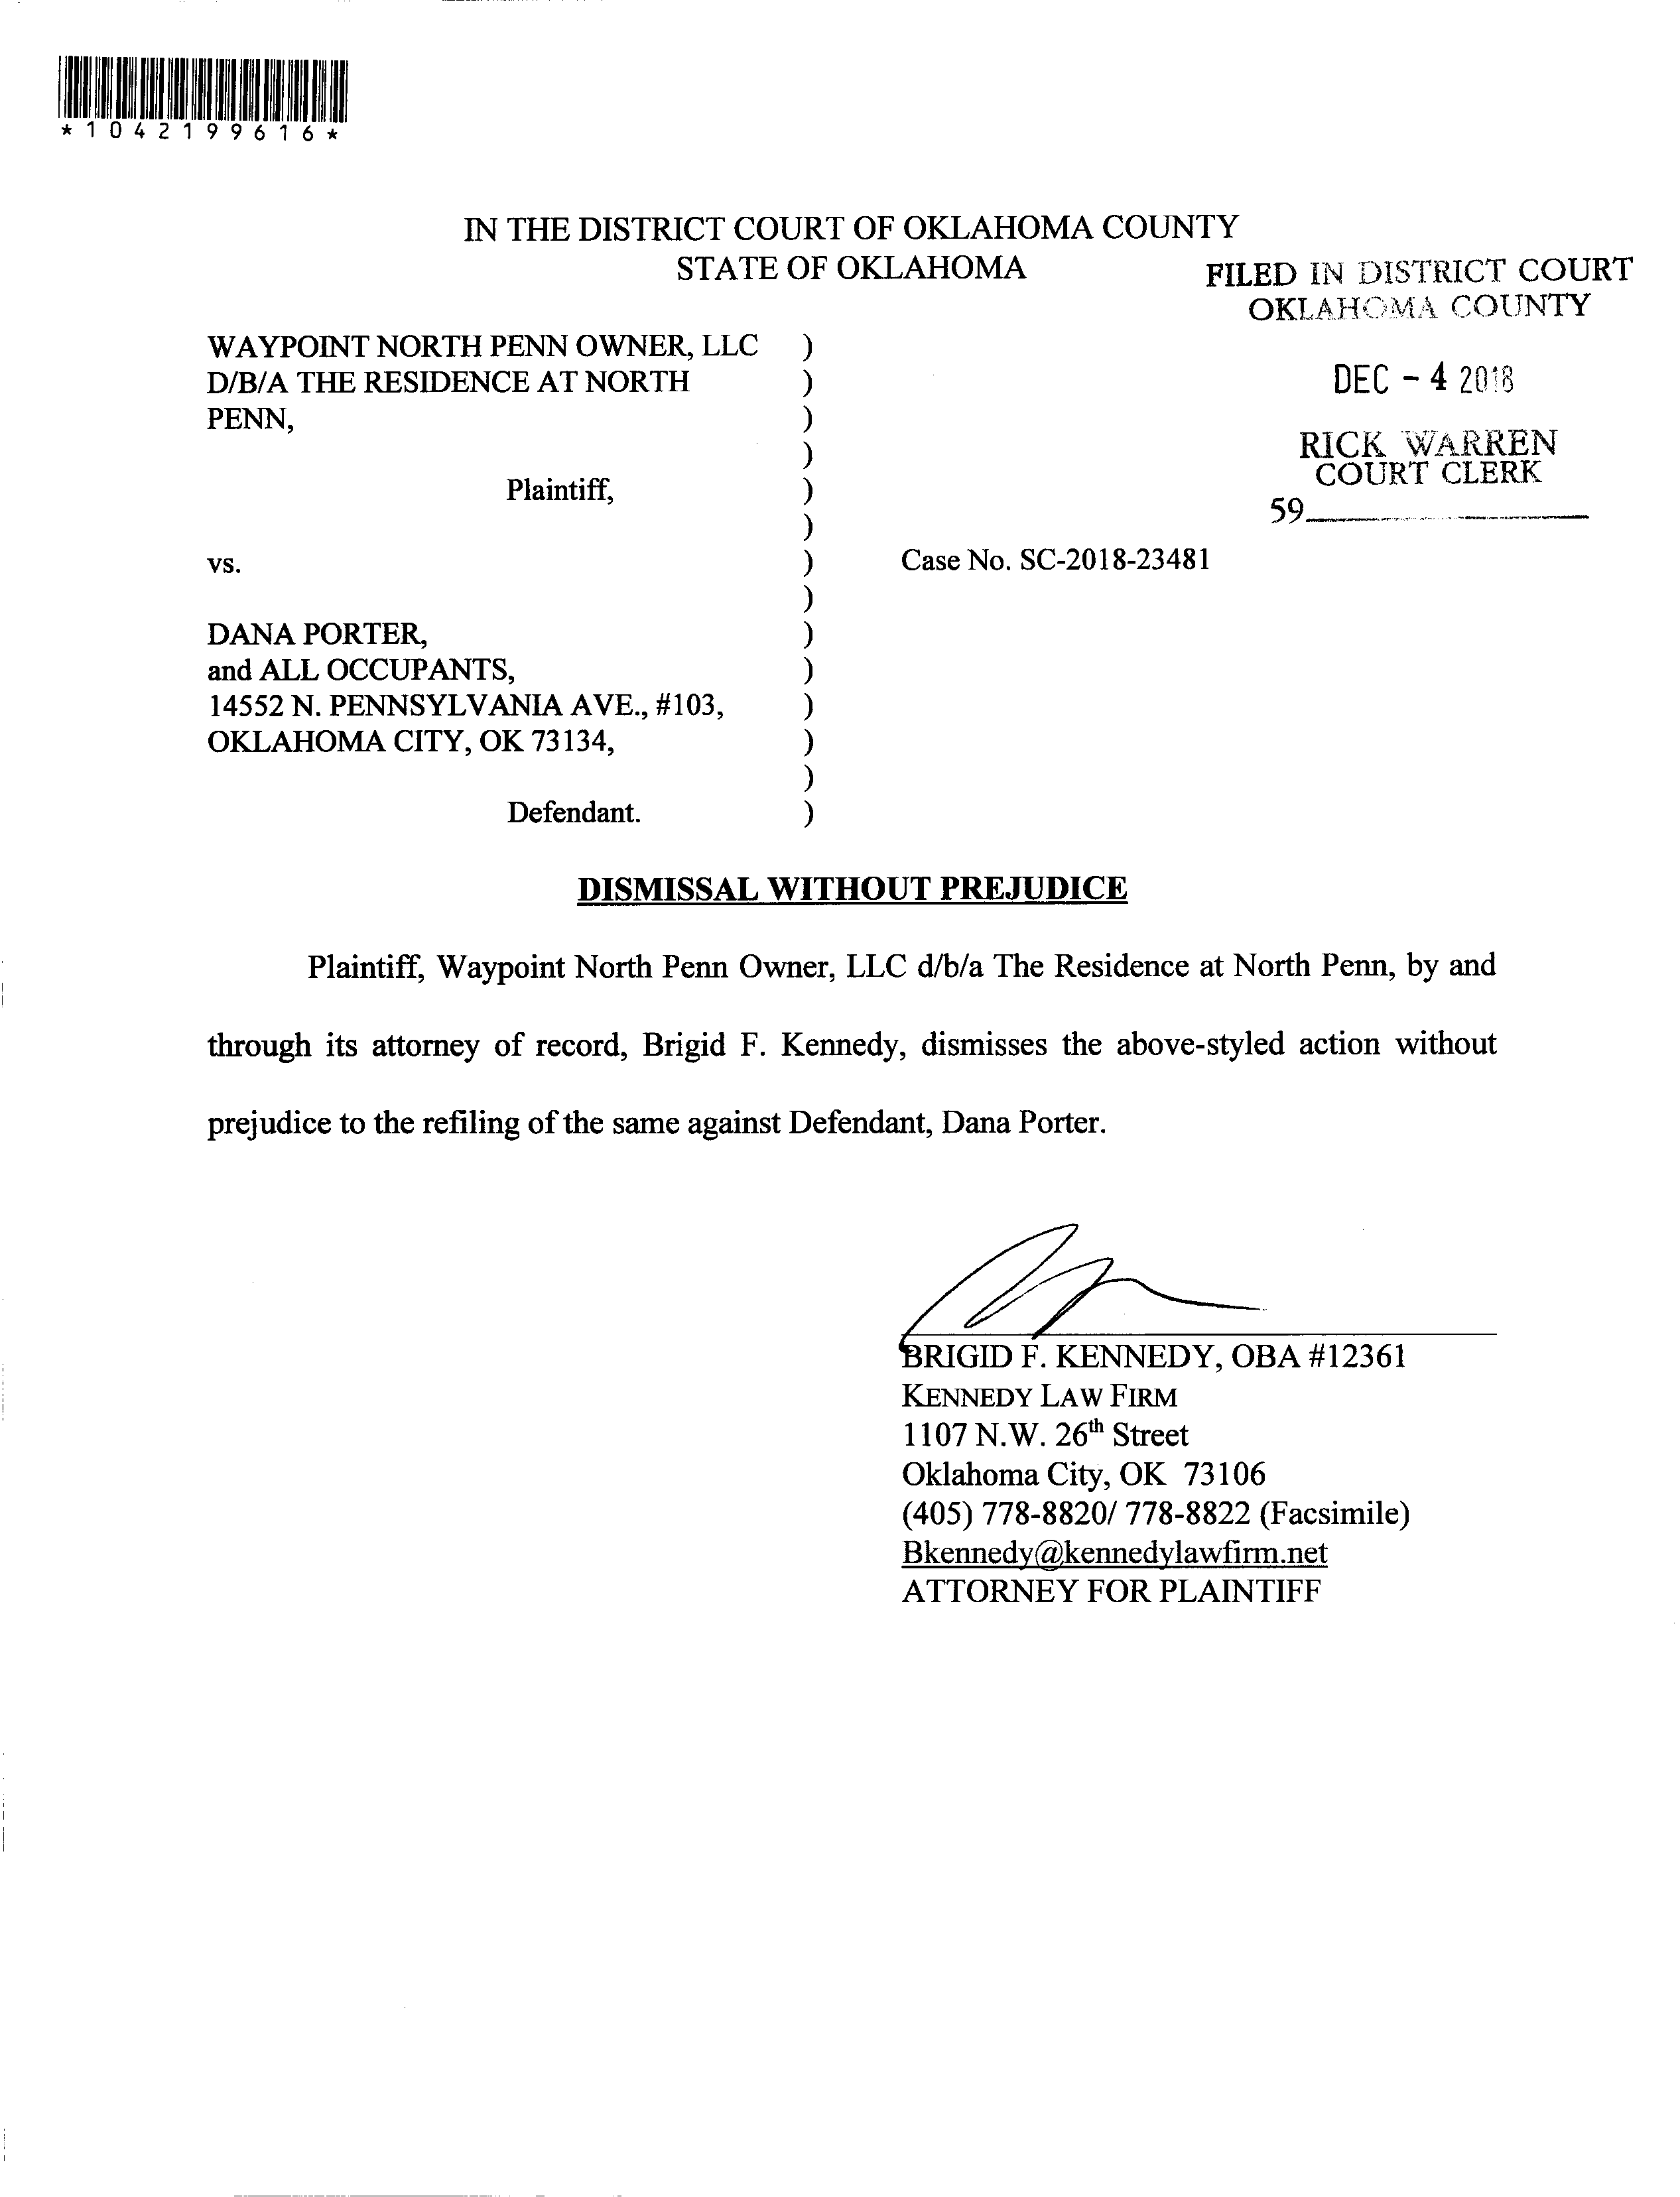 *1042199616*
IN THE DISTRICT COURT OF OKLAHOMA COUNTY
STATE OF OKLAHOMA
FILED IN DISTRICT COURT
OKLAHOMA COUNTY
DEC - 4 2018
RICK WARREN
COURT CLERK
59
WAYPOINT NORTH PENN OWNER, LLC )
D/B/A THE RESIDENCE AT NORTH )
PENN, )
)
Plaintiff, )
)
vs. ) Case No. SC-2018-23481
)
DANA PORTER, )
and ALL OCCUPANTS, )
14552 N. PENNSYLVANIA AVE., #103, )
OKLAHOMA CITY, OK 73134, )
)
Defendant. )
DISMISSAL WITHOUT PREJUDICE
Plaintiff, Waypoint North Penn Owner, LLC d/b/a The Residence at North Penn, by and
through its attorney of record, Brigid F. Kennedy, dismisses the above-styled action without
prejudice to the refiling of the same against Defendant, Dana Porter.
BRIGID F. KENNEDY, OBA #12361
KENNEDY LAW FIRM
1107 N.W. 26th Street
Oklahoma City, OK 73106
(405) 778-8820/ 778-8822 (Facsimile)
Bkennedy@kennedylawfirm.net
ATTORNEY FOR PLAINTIFF